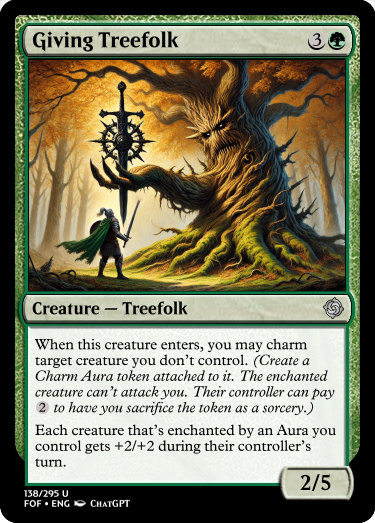 Giving Treefolk 3
Creature — Treefolk
When this creature enters, you may charm
target creature you don't control. (Create a
Charm Aura token attached to it. The enchanted
creature can't attack you. Their controller can pay
2 to have you sacrifice the token as a sorcery.)
Each creature that's enchanted by an Aura you
control gets +2/+2 during their controller's
turn.
2/5
138/295 U
FOF • ENG ChatGPT